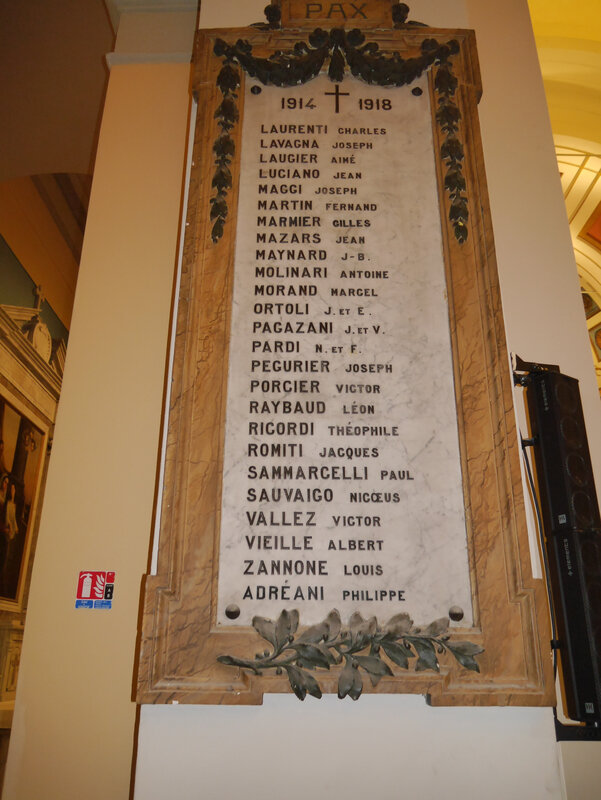 PAX
1914 1918
LAURENTI CHARLES
LAVAGNA JOSEPH
LAUGIER AIMÉ
LUCIANO JEAN
MAGGI JOSEPH
MARTIN FERNAND
MARMIER GILLES
MAZARS JEAN
MAYNARD J-B.
MOLINARI ANTOINE
MORAND MARCEL
ORTOLI J. ET E.
PAGAZANI J. ET V.
PARDI N. ET F.
PEGURIER JOSEPH
PORCIER VICTOR
RAYBAUD LÉON
RICORDI THÉOPHILE
ROMITI JACQUES
SAMMARCELLI PAUL
SAUVAIGO NICŒUS
VALLEZ VICTOR
VIEILLE ALBERT
ZANNONE LOUIS
ADRÉANI PHILIPPE
elements